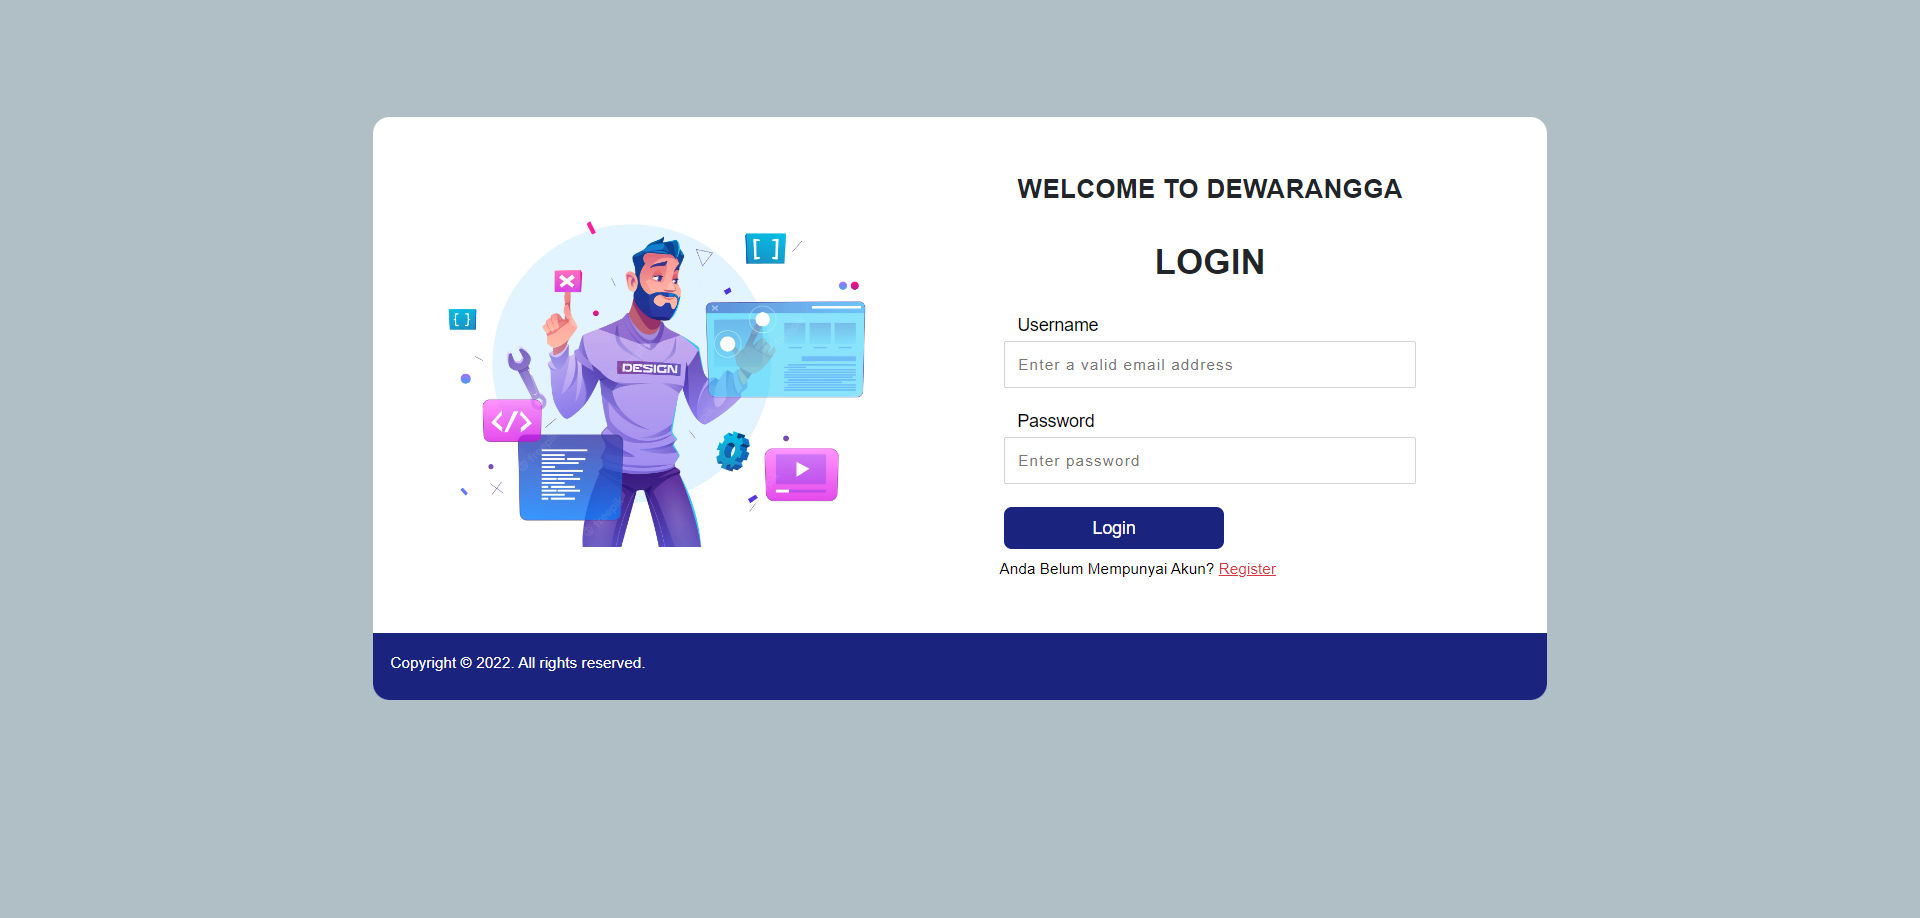 WELCOME TO DEWARANGGA
LOGIN
Username
Enter a valid email address
Password
Enter password
Login
Anda Belum Mempunyai Akun? Register
[ ]
[ ]
DESIGN
</>
Copyright © 2022. All rights reserved.